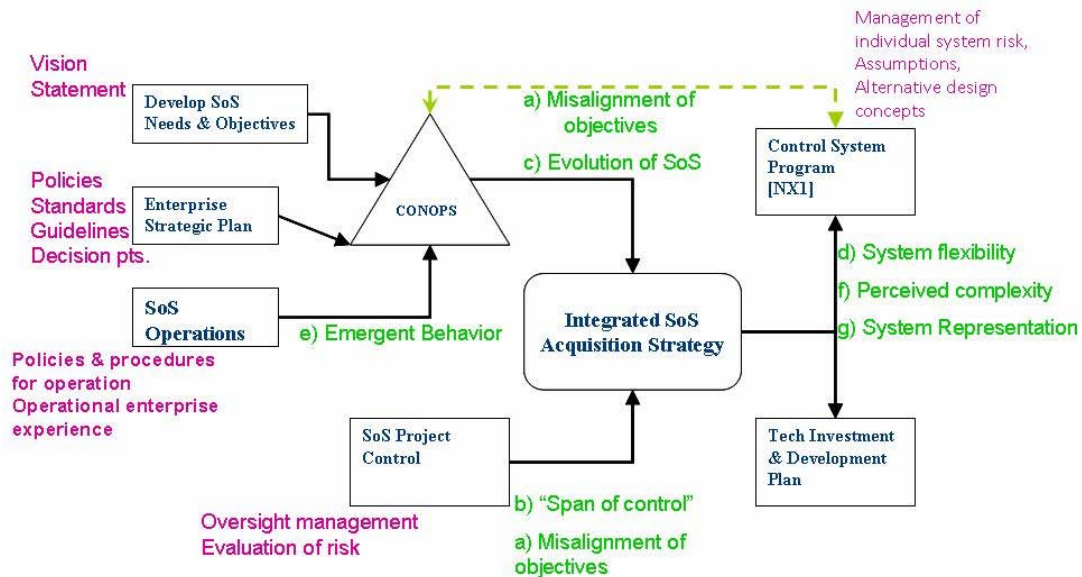 Management of
individual system risk,
Assumptions,
Alternative design
concepts
Vision
Statement
Develop SoS
Needs & Objectives
a) Misalignment of
objectives
c) Evolution of SoS
Control System
Program
[NX1]
Policies
Standards
Guidelines
Decision pts.
Enterprise
Strategic Plan
CONOPS
SoS
Operations
e) Emergent Behavior
Policies & procedures
for operation
Operational enterprise
experience
Integrated SoS
Acquisition Strategy
d) System flexibility
f) Perceived complexity
g) System Representation
SoS Project
Control
Tech Investment
& Development
Plan
Oversight management
Evaluation of risk
b) “Span of control”
a) Misalignment of
objectives